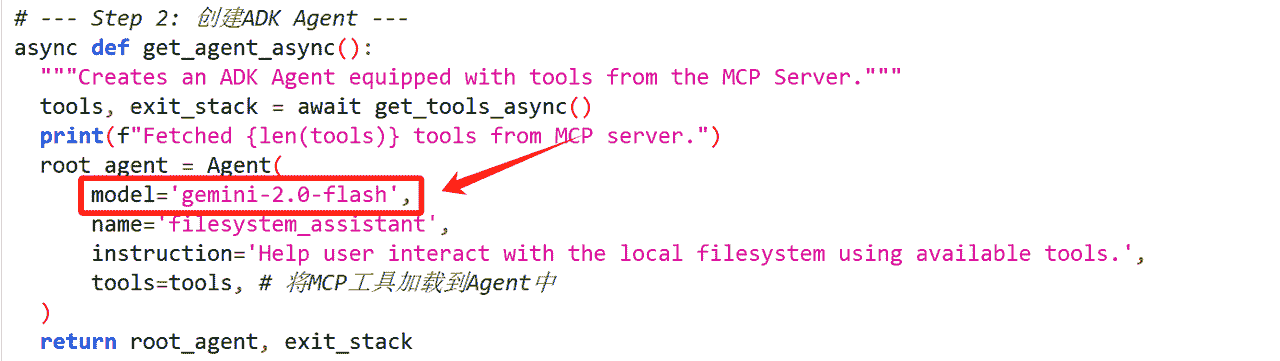 # --- Step 2: 创建ADK Agent ---
async def get_agent_async():
  """Creates an ADK Agent equipped with tools from the MCP Server."""
  tools, exit_stack = await get_tools_async()
  print(f"Fetched {len(tools)} tools from MCP server.")
  root_agent = Agent(
      model='gemini-2.0-flash',
      name='filesystem_assistant',
      instruction='Help user interact with the local filesystem using available tools.',
      tools=tools, # 将MCP工具加载到Agent中
  )
  return root_agent, exit_stack